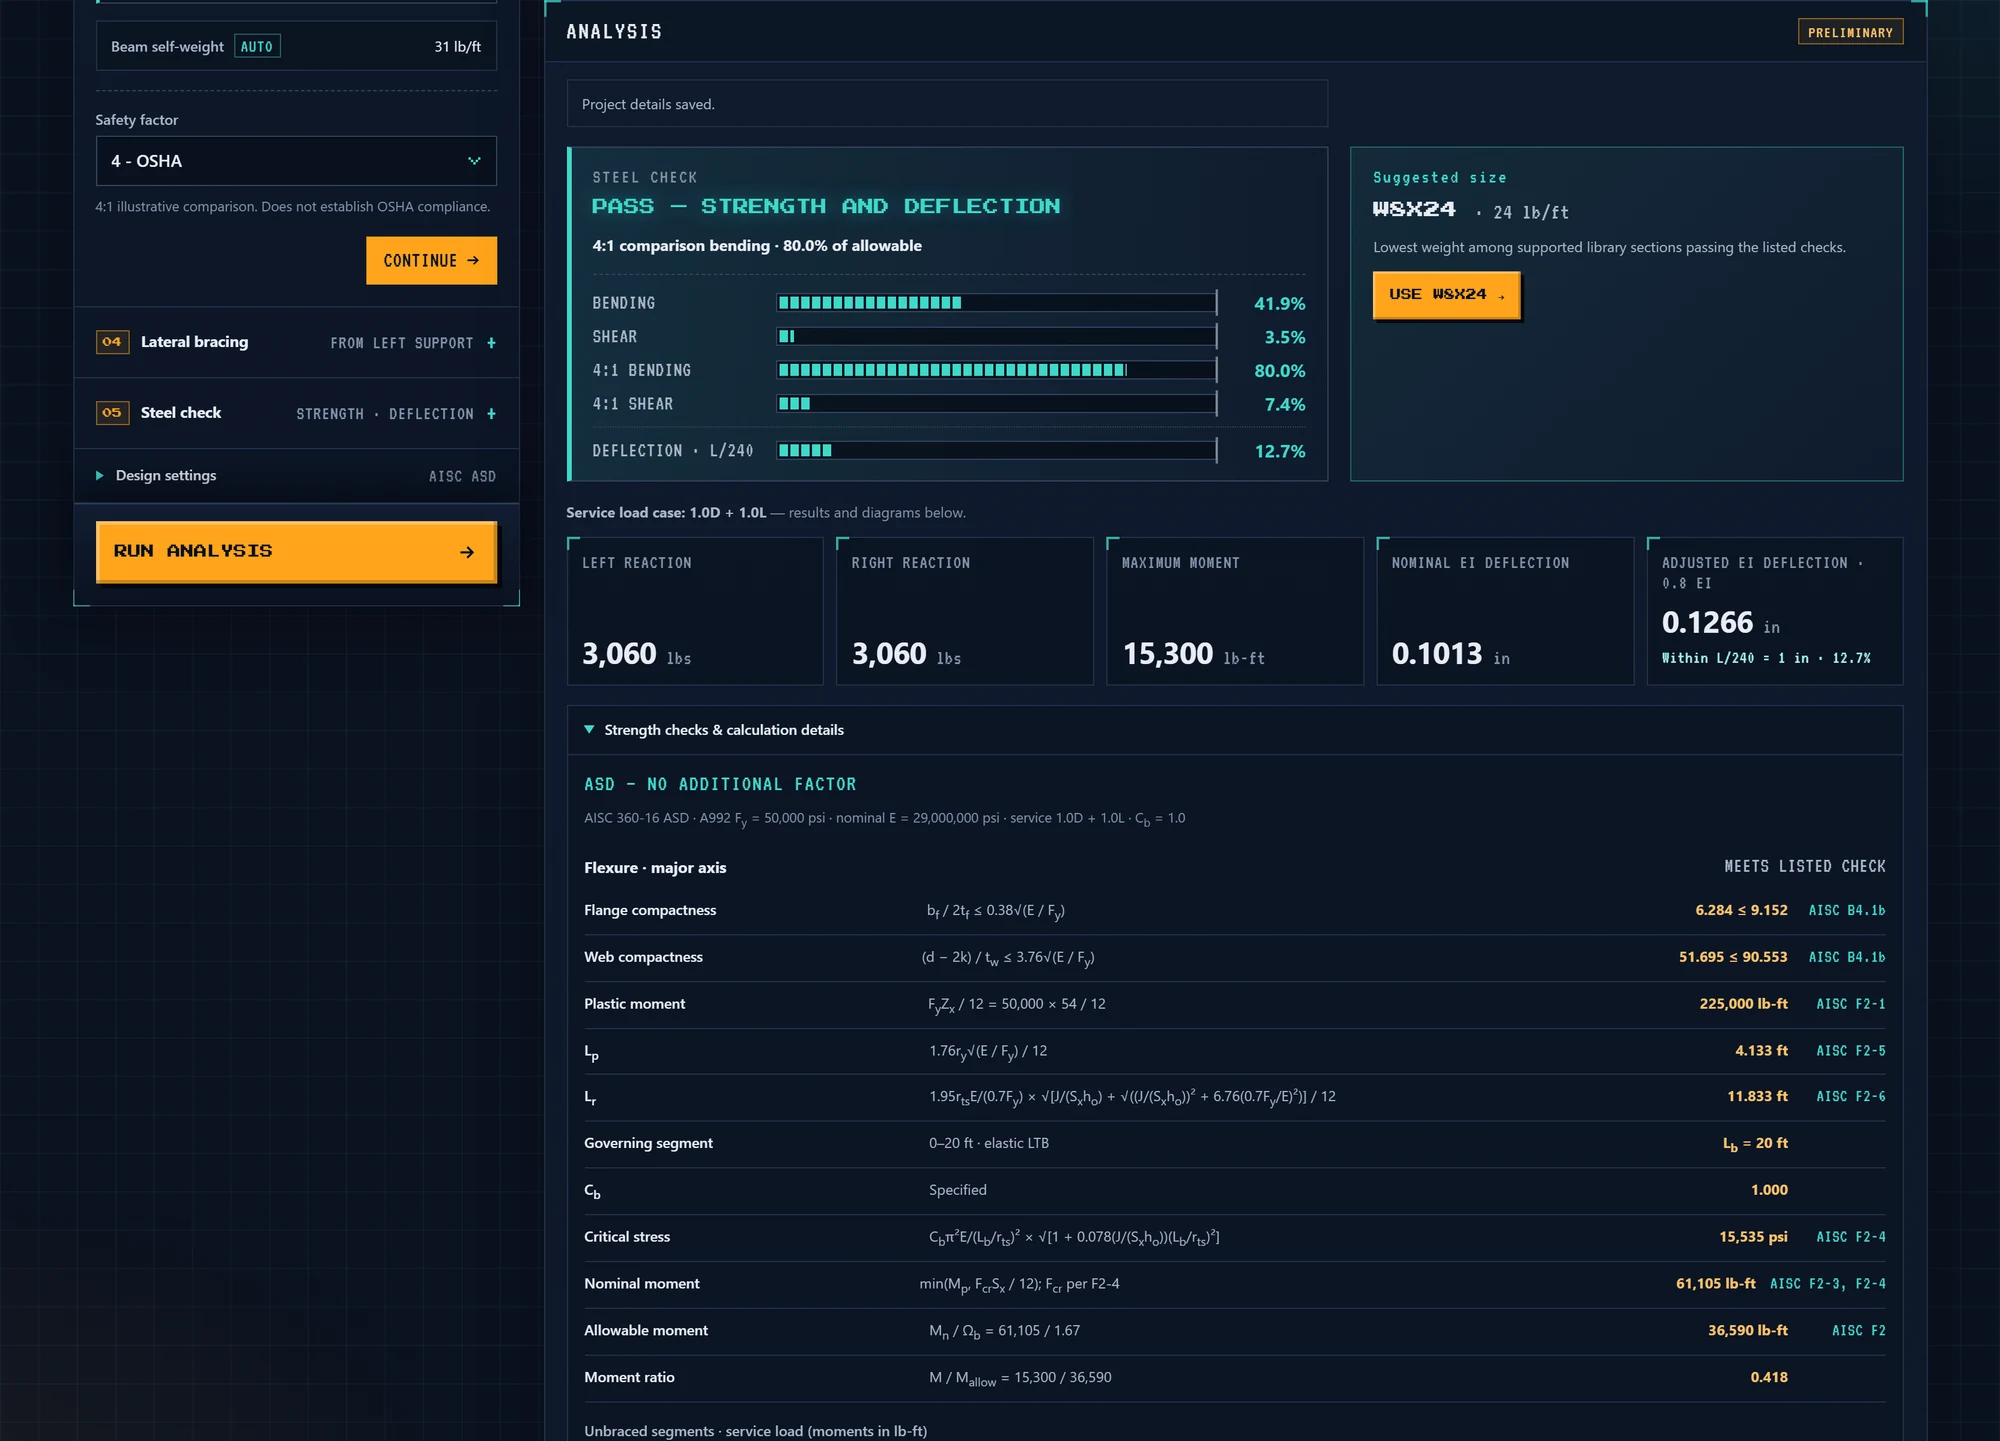 Beam self-weight AUTO 31 lb/ft
Safety factor
4 - OSHA
4:1 illustrative comparison. Does not establish OSHA compliance.
CONTINUE →
04 Lateral bracing FROM LEFT SUPPORT +
05 Steel check STRENGTH · DEFLECTION +
Design settings AISC ASD
RUN ANALYSIS →
ANALYSIS PRELIMINARY
Project details saved.
STEEL CHECK
PASS — STRENGTH AND DEFLECTION
4:1 comparison bending · 80.0% of allowable
BENDING 41.9%
SHEAR 3.5%
4:1 BENDING 80.0%
4:1 SHEAR 7.4%
DEFLECTION · L/240 12.7%
Suggested size
W8X24 · 24 lb/ft
Lowest weight among supported library sections passing the listed checks.
USE W8X24 →
Service load case: 1.0D + 1.0L — results and diagrams below.
LEFT REACTION
3,060 lbs
RIGHT REACTION
3,060 lbs
MAXIMUM MOMENT
15,300 lb-ft
NOMINAL EI DEFLECTION
0.1013 in
ADJUSTED EI DEFLECTION ·
0.8 EI
0.1266 in
Within L/240 = 1 in · 12.7%
Strength checks & calculation details
ASD — NO ADDITIONAL FACTOR
AISC 360-16 ASD · A992 Fy = 50,000 psi · nominal E = 29,000,000 psi · service 1.0D + 1.0L · Cb = 1.0
Flexure · major axis MEETS LISTED CHECK
Flange compactness bf / 2tf ≤ 0.38√(E / Fy) 6.284 ≤ 9.152 AISC B4.1b
Web compactness (d − 2k) / tw ≤ 3.76√(E / Fy) 51.695 ≤ 90.553 AISC B4.1b
Plastic moment FyZx / 12 = 50,000 × 54 / 12 225,000 lb-ft AISC F2-1
Lp 1.76ry√(E / Fy) / 12 4.133 ft AISC F2-5
Lr 1.95rtsE/(0.7Fy) × √[J/(Sxho) + √((J/(Sxho))² + 6.76(0.7Fy/E)²)] / 12 11.833 ft AISC F2-6
Governing segment 0–20 ft · elastic LTB Lb = 20 ft
Cb Specified 1.000
Critical stress Cbπ²E/(Lb/rts)² × √[1 + 0.078(J/(Sxho))(Lb/rts)²] 15,535 psi AISC F2-4
Nominal moment min(Mp, FcrSx / 12); Fcr per F2-4 61,105 lb-ft AISC F2-3, F2-4
Allowable moment Mn / Ωb = 61,105 / 1.67 36,590 lb-ft AISC F2
Moment ratio M / Mallow = 15,300 / 36,590 0.418
Unbraced segments · service load (moments in lb-ft)